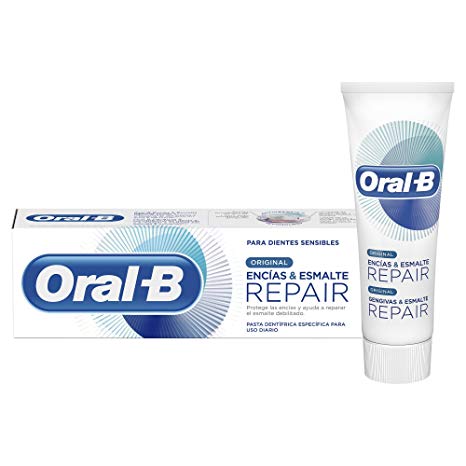 Oral-B
PARA DIENTES SENSIBLES
ORIGINAL
ENCÍAS & ESMALTE
REPAIR
Protege las encías y ayuda a reparar
el esmalte debilitado
PASTA DENTÍFRICA ESPECÍFICA PARA
USO DIARIO
Oral-B
ORIGINAL
ENCÍAS & ESMALTE
REPAIR
ORIGINAL
GENGIVAS & ESMALTE
REPAIR